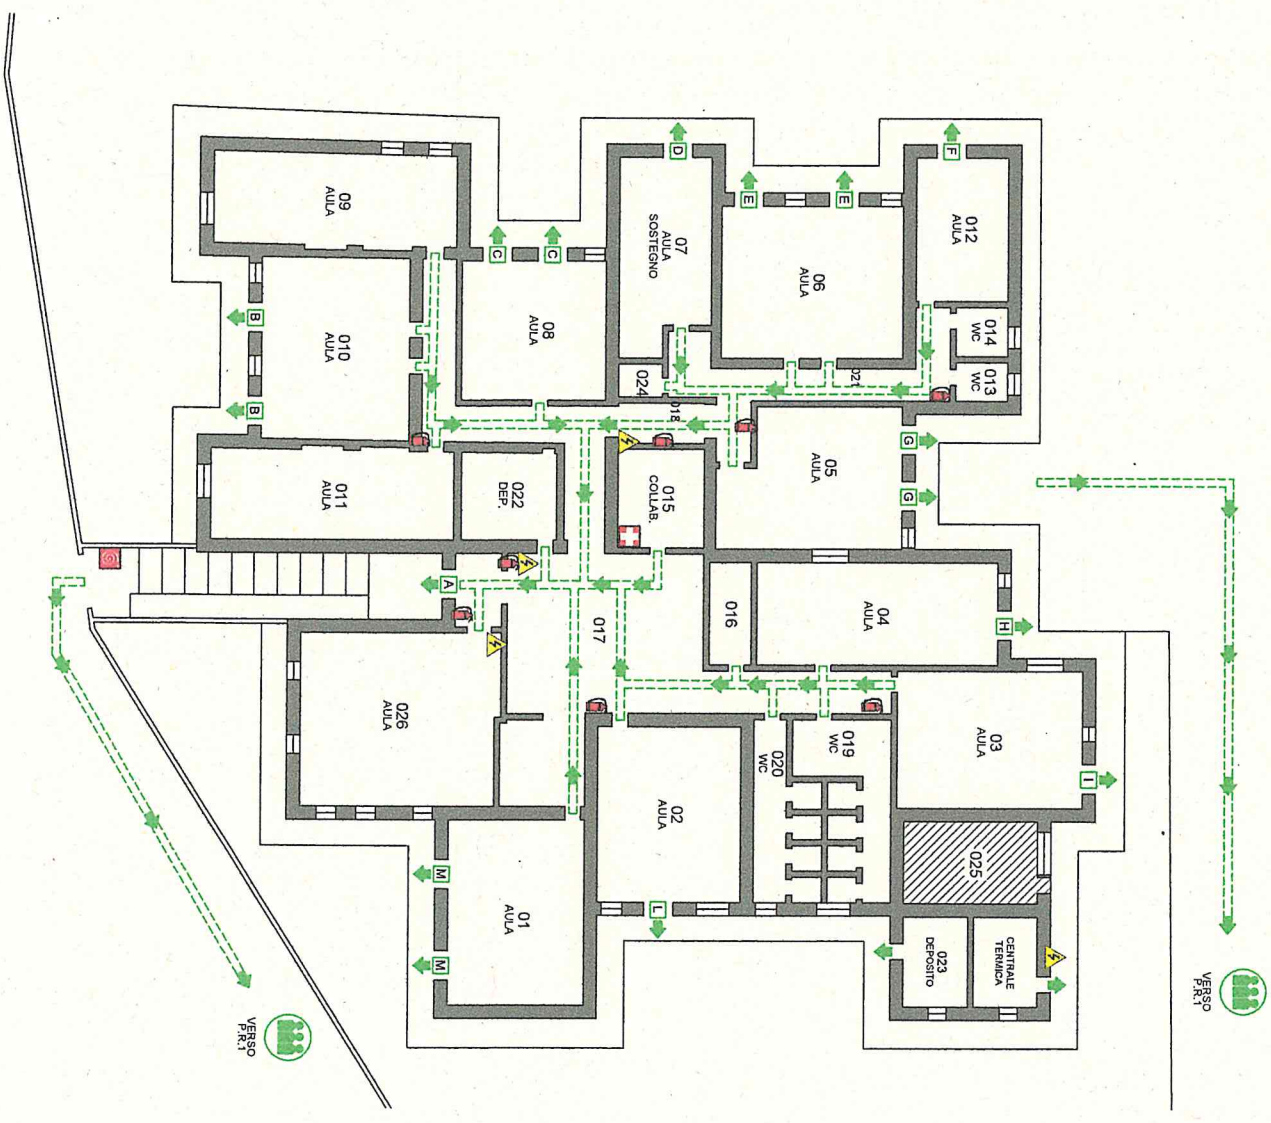 09
AULA
010
AULA
011
AULA
08
AULA
022
DEP.
07
AULA
SOSTEGNO
024
018
015
COLLAB.
06
AULA
021
012
AULA
014
WC
013
WC
05
AULA
04
AULA
016
017
026
AULA
03
AULA
019
WC
020
WC
02
AULA
01
AULA
025
023
DEPOSITO
CENTRALE
TERMICA
A
B
B
C
C
D
E
E
F
G
G
H
I
L
M
M
VERSO
P.R.1
VERSO
P.R.1